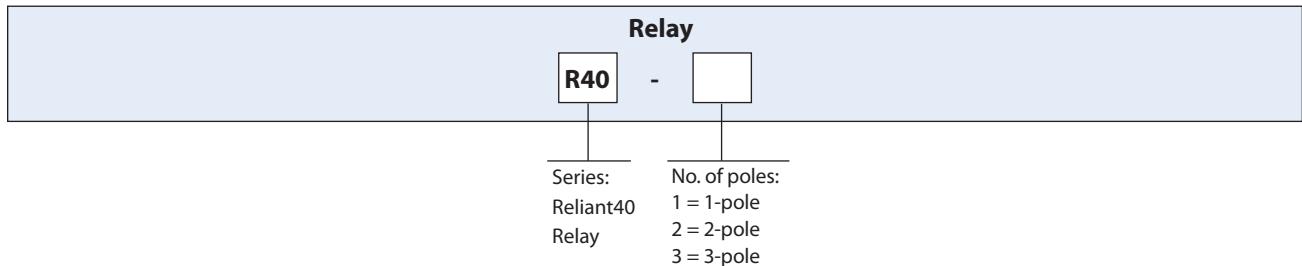 Relay
R40 -
Series:
Reliant40
Relay
No. of poles:
1 = 1-pole
2 = 2-pole
3 = 3-pole